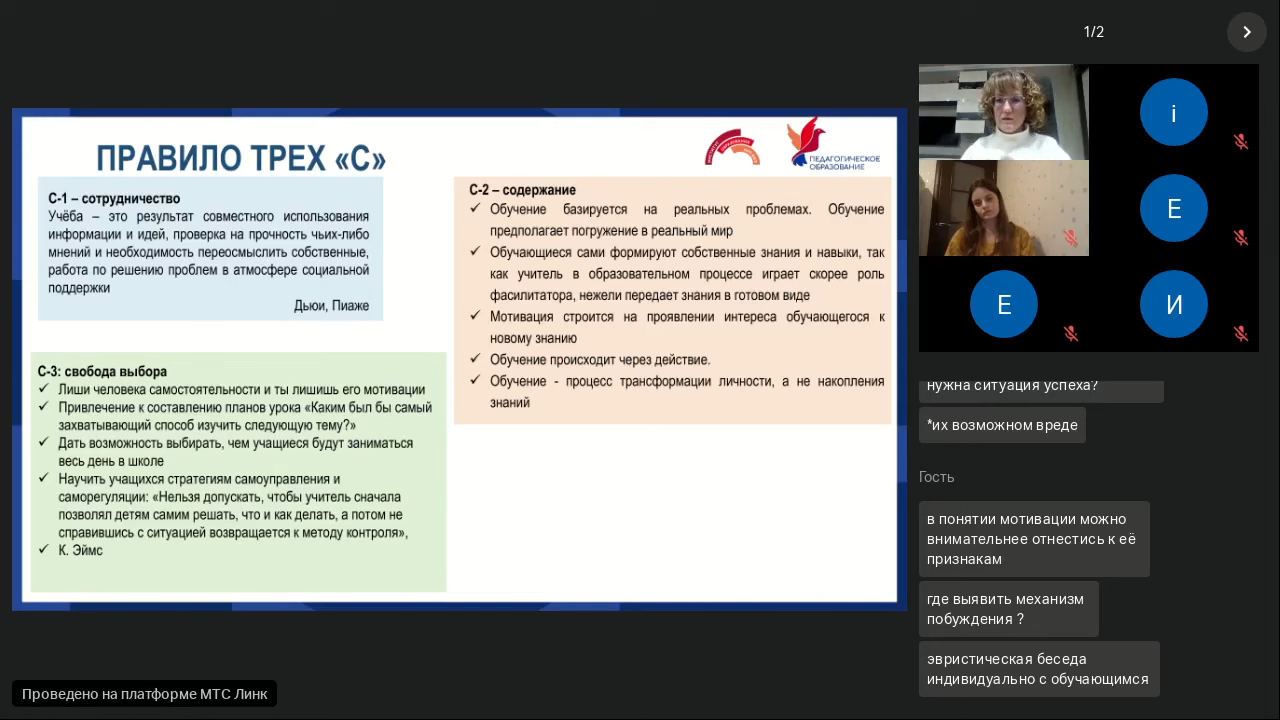 1/2
ПРАВИЛО ТРЕХ «С»
ПЕДАГОГИЧЕСКОЕ
ОБРАЗОВАНИЕ
С-1 – сотрудничество
Учёба – это результат совместного использования
информации и идей, проверка на прочность чьих-либо
мнений и необходимость переосмыслить собственные,
работа по решению проблем в атмосфере социальной
поддержки
Дьюи, Пиаже
С-2 – содержание
✓ Обучение базируется на реальных проблемах. Обучение
предполагает погружение в реальный мир
✓ Обучающиеся сами формируют собственные знания и навыки, так
как учитель в образовательном процессе играет скорее роль
фасилитатора, нежели передает знания в готовом виде
✓ Мотивация строится на проявлении интереса обучающегося к
новому знанию
✓ Обучение происходит через действие.
✓ Обучение - процесс трансформации личности, а не накопления
знаний
С-3: свобода выбора
✓ Лиши человека самостоятельности и ты лишишь его мотивации
✓ Привлечение к составлению планов урока «Каким был бы самый
захватывающий способ изучить следующую тему?»
✓ Дать возможность выбирать, чем учащиеся будут заниматься
весь день в школе
✓ Научить учащихся стратегиям самоуправления и
саморегуляции: «Нельзя допускать, чтобы учитель сначала
позволял детям самим решать, что и как делать, а потом не
справившись с ситуацией возвращается к методу контроля»,
✓ К. Эймс
i
Е
Е
И
нужна ситуация успеха?
*их возможном вреде
Гость
в понятии мотивации можно
внимательнее отнестись к её
признакам
где выявить механизм
побуждения ?
эвристическая беседа
индивидуально с обучающимся
Проведено на платформе МТС Линк